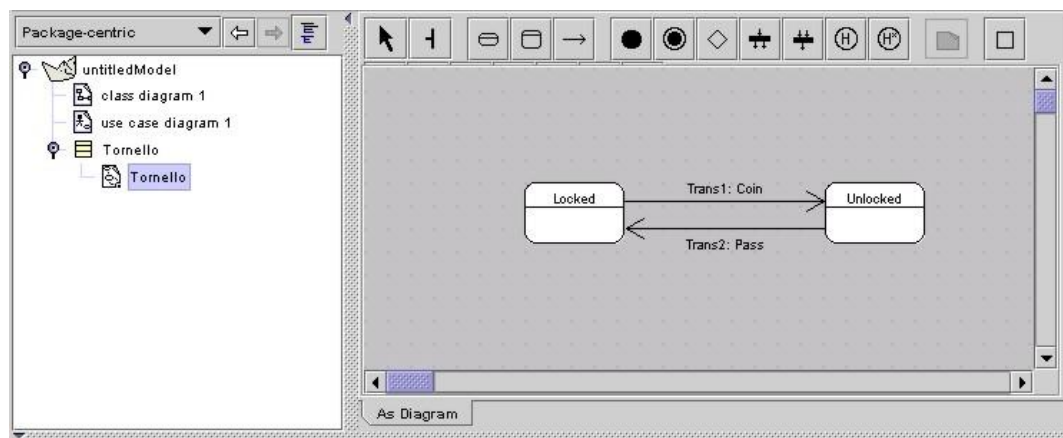 Package-centric
untitledModel
class diagram 1
use case diagram 1
Tornello
Tornello
H
H*
Locked
Trans1: Coin
Unlocked
Trans2: Pass
As Diagram